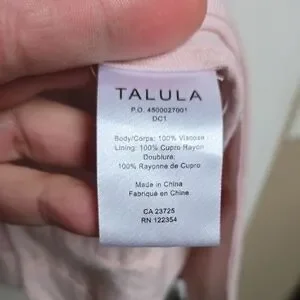 TALULA
P.O. 4500027001
DC1
Body/Corps: 100% Viscose
Lining: 100% Cupro Rayon
Doublure:
100% Rayonne de Cupro
Made in China
Fabriqué en Chine.
CA 23725
RN 122354